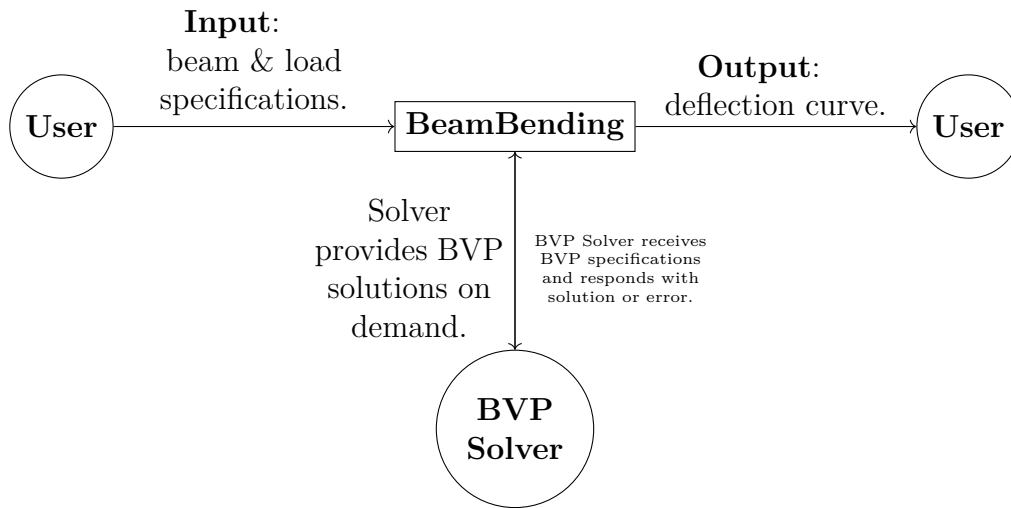 Input:
beam & load
specifications.
User
BeamBending
Output:
deflection curve.
User
Solver
provides BVP
solutions on
demand.
BVP Solver receives
BVP specifications
and responds with
solution or error.
BVP
Solver